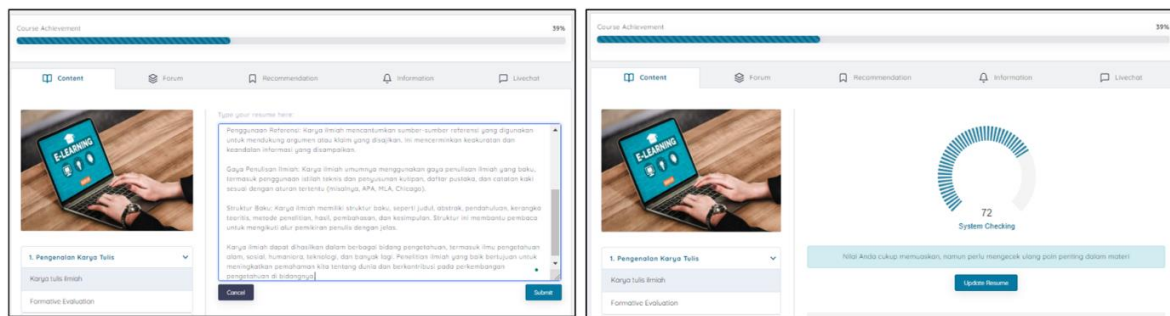 Course Achievement 39%
Content Forum Recommendation Information Livechat
E-LEARNING
1. Pengenalan Karya Tulis
Karya tulis ilmiah
Formative Evaluation
Type your resume here:
Penggunaan Referensi: Karya ilmiah mencantumkan sumber-sumber referensi yang digunakan
untuk mendukung argumen atau klaim yang disajikan. Ini mencerminkan keakuratan dan
keandalan informasi yang disampaikan.
Gaya Penulisan Ilmiah: Karya ilmiah umumnya menggunakan gaya penulisan ilmiah yang baku,
termasuk penggunaan istilah teknis dan penyusunan kutipan, daftar pustaka, dan catatan kaki
sesuai dengan aturan tertentu (misalnya, APA, MLA, Chicago).
Struktur Baku: Karya ilmiah memiliki struktur baku, seperti judul, abstrak, pendahuluan, kerangka
teoritis, metode penelitian, hasil, pembahasan, dan kesimpulan. Struktur ini membantu pembaca
untuk mengikuti alur pemikiran penulis dengan jelas.
Karya ilmiah dapat dihasilkan dalam berbagai bidang pengetahuan, termasuk ilmu pengetahuan
alam, sosial, humaniora, teknologi, dan banyak lagi. Penelitian ilmiah yang baik bertujuan untuk
meningkatkan pemahaman kita tentang dunia dan berkontribusi pada perkembangan
pengetahuan di bidangnya
Cancel Submit
Course Achievement 39%
Content Forum Recommendation Information Livechat
E-LEARNING
1. Pengenalan Karya Tulis
Karya tulis ilmiah
Formative Evaluation
72
System Checking
Nilai Anda cukup memuaskan, namun perlu mengecek ulang poin penting dalam materi!
Update Resume